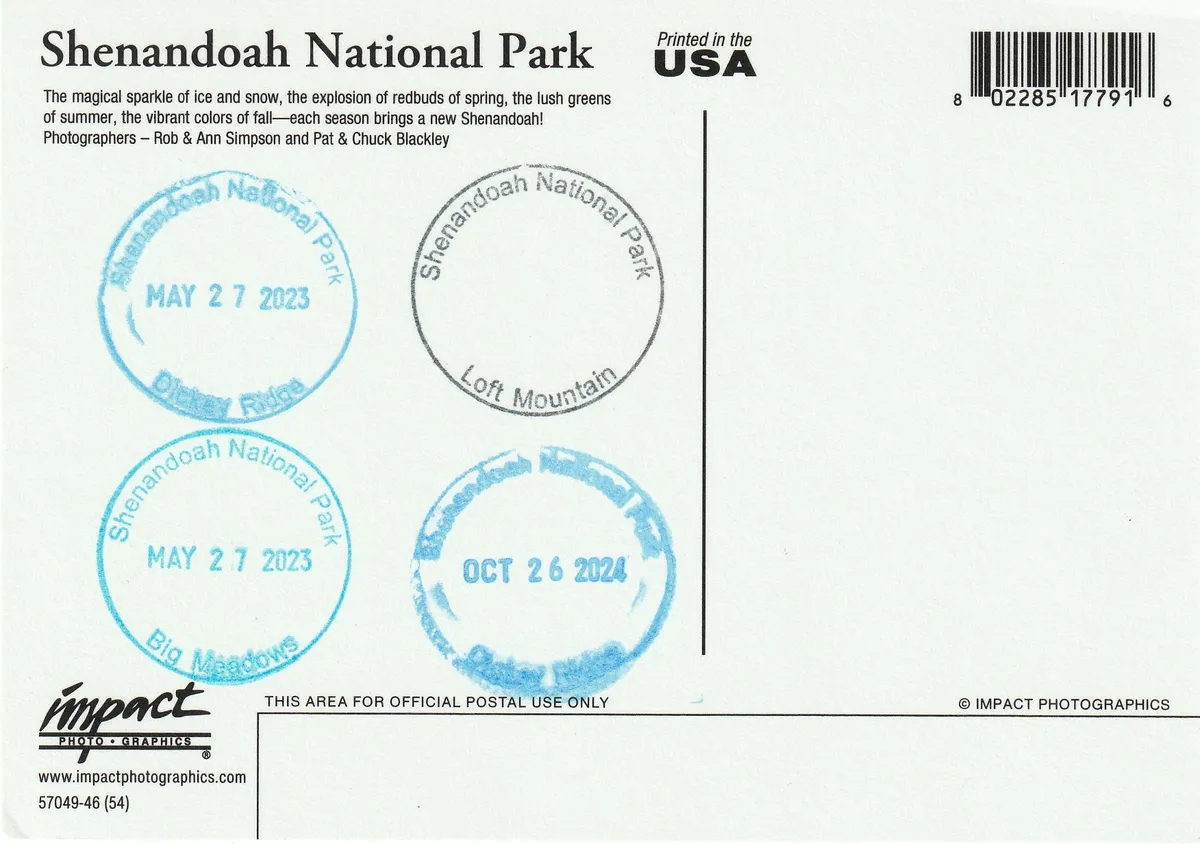 Shenandoah National Park
Printed in the
USA
8 02285 17791 6
The magical sparkle of ice and snow, the explosion of redbuds of spring, the lush greens
of summer, the vibrant colors of fall—each season brings a new Shenandoah!
Photographers – Rob & Ann Simpson and Pat & Chuck Blackley
Shenandoah National Park
MAY 27 2023
Dickey Ridge
Shenandoah National Park
Loft Mountain
Shenandoah National Park
MAY 27 2023
Big Meadows
Shenandoah National Park
OCT 26 2024
Dickey Ridge
impact
PHOTO • GRAPHICS
®
www.impactphotographics.com
57049-46 (54)
THIS AREA FOR OFFICIAL POSTAL USE ONLY
© IMPACT PHOTOGRAPHICS